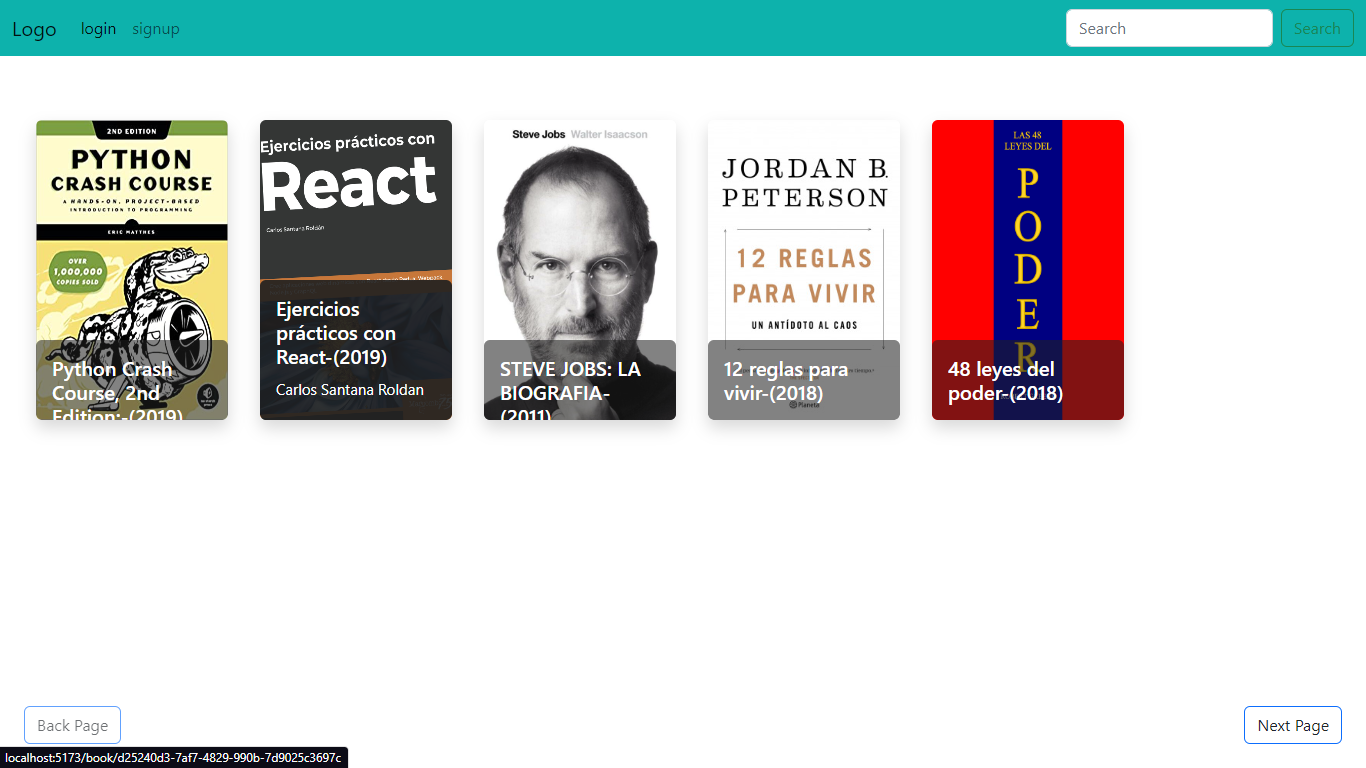 Logo login signup Search Search
2ND EDITION
PYTHON
CRASH COURSE
A HANDS-ON, PROJECT-BASED
INTRODUCTION TO PROGRAMMING
ERIC MATTHES
OVER
1,000,000
COPIES SOLD
Python Crash
Course, 2nd
Edition:-(2019)
Ejercicios prácticos con
React
Carlos Santana Roldán
Ejercicios
prácticos con
React-(2019)
Carlos Santana Roldan
Steve Jobs Walter Isaacson
STEVE JOBS: LA
BIOGRAFIA-
(2011)
JORDAN B.
PETERSON
12 REGLAS
PARA VIVIR
UN ANTÍDOTO AL CAOS
12 reglas para
vivir-(2018)
Planeta
LAS 48
LEYES DEL
P
O
D
E
R
48 leyes del
poder-(2018)
Back Page
Next Page
localhost:5173/book/d25240d3-7af7-4829-990b-7d9025c3697c